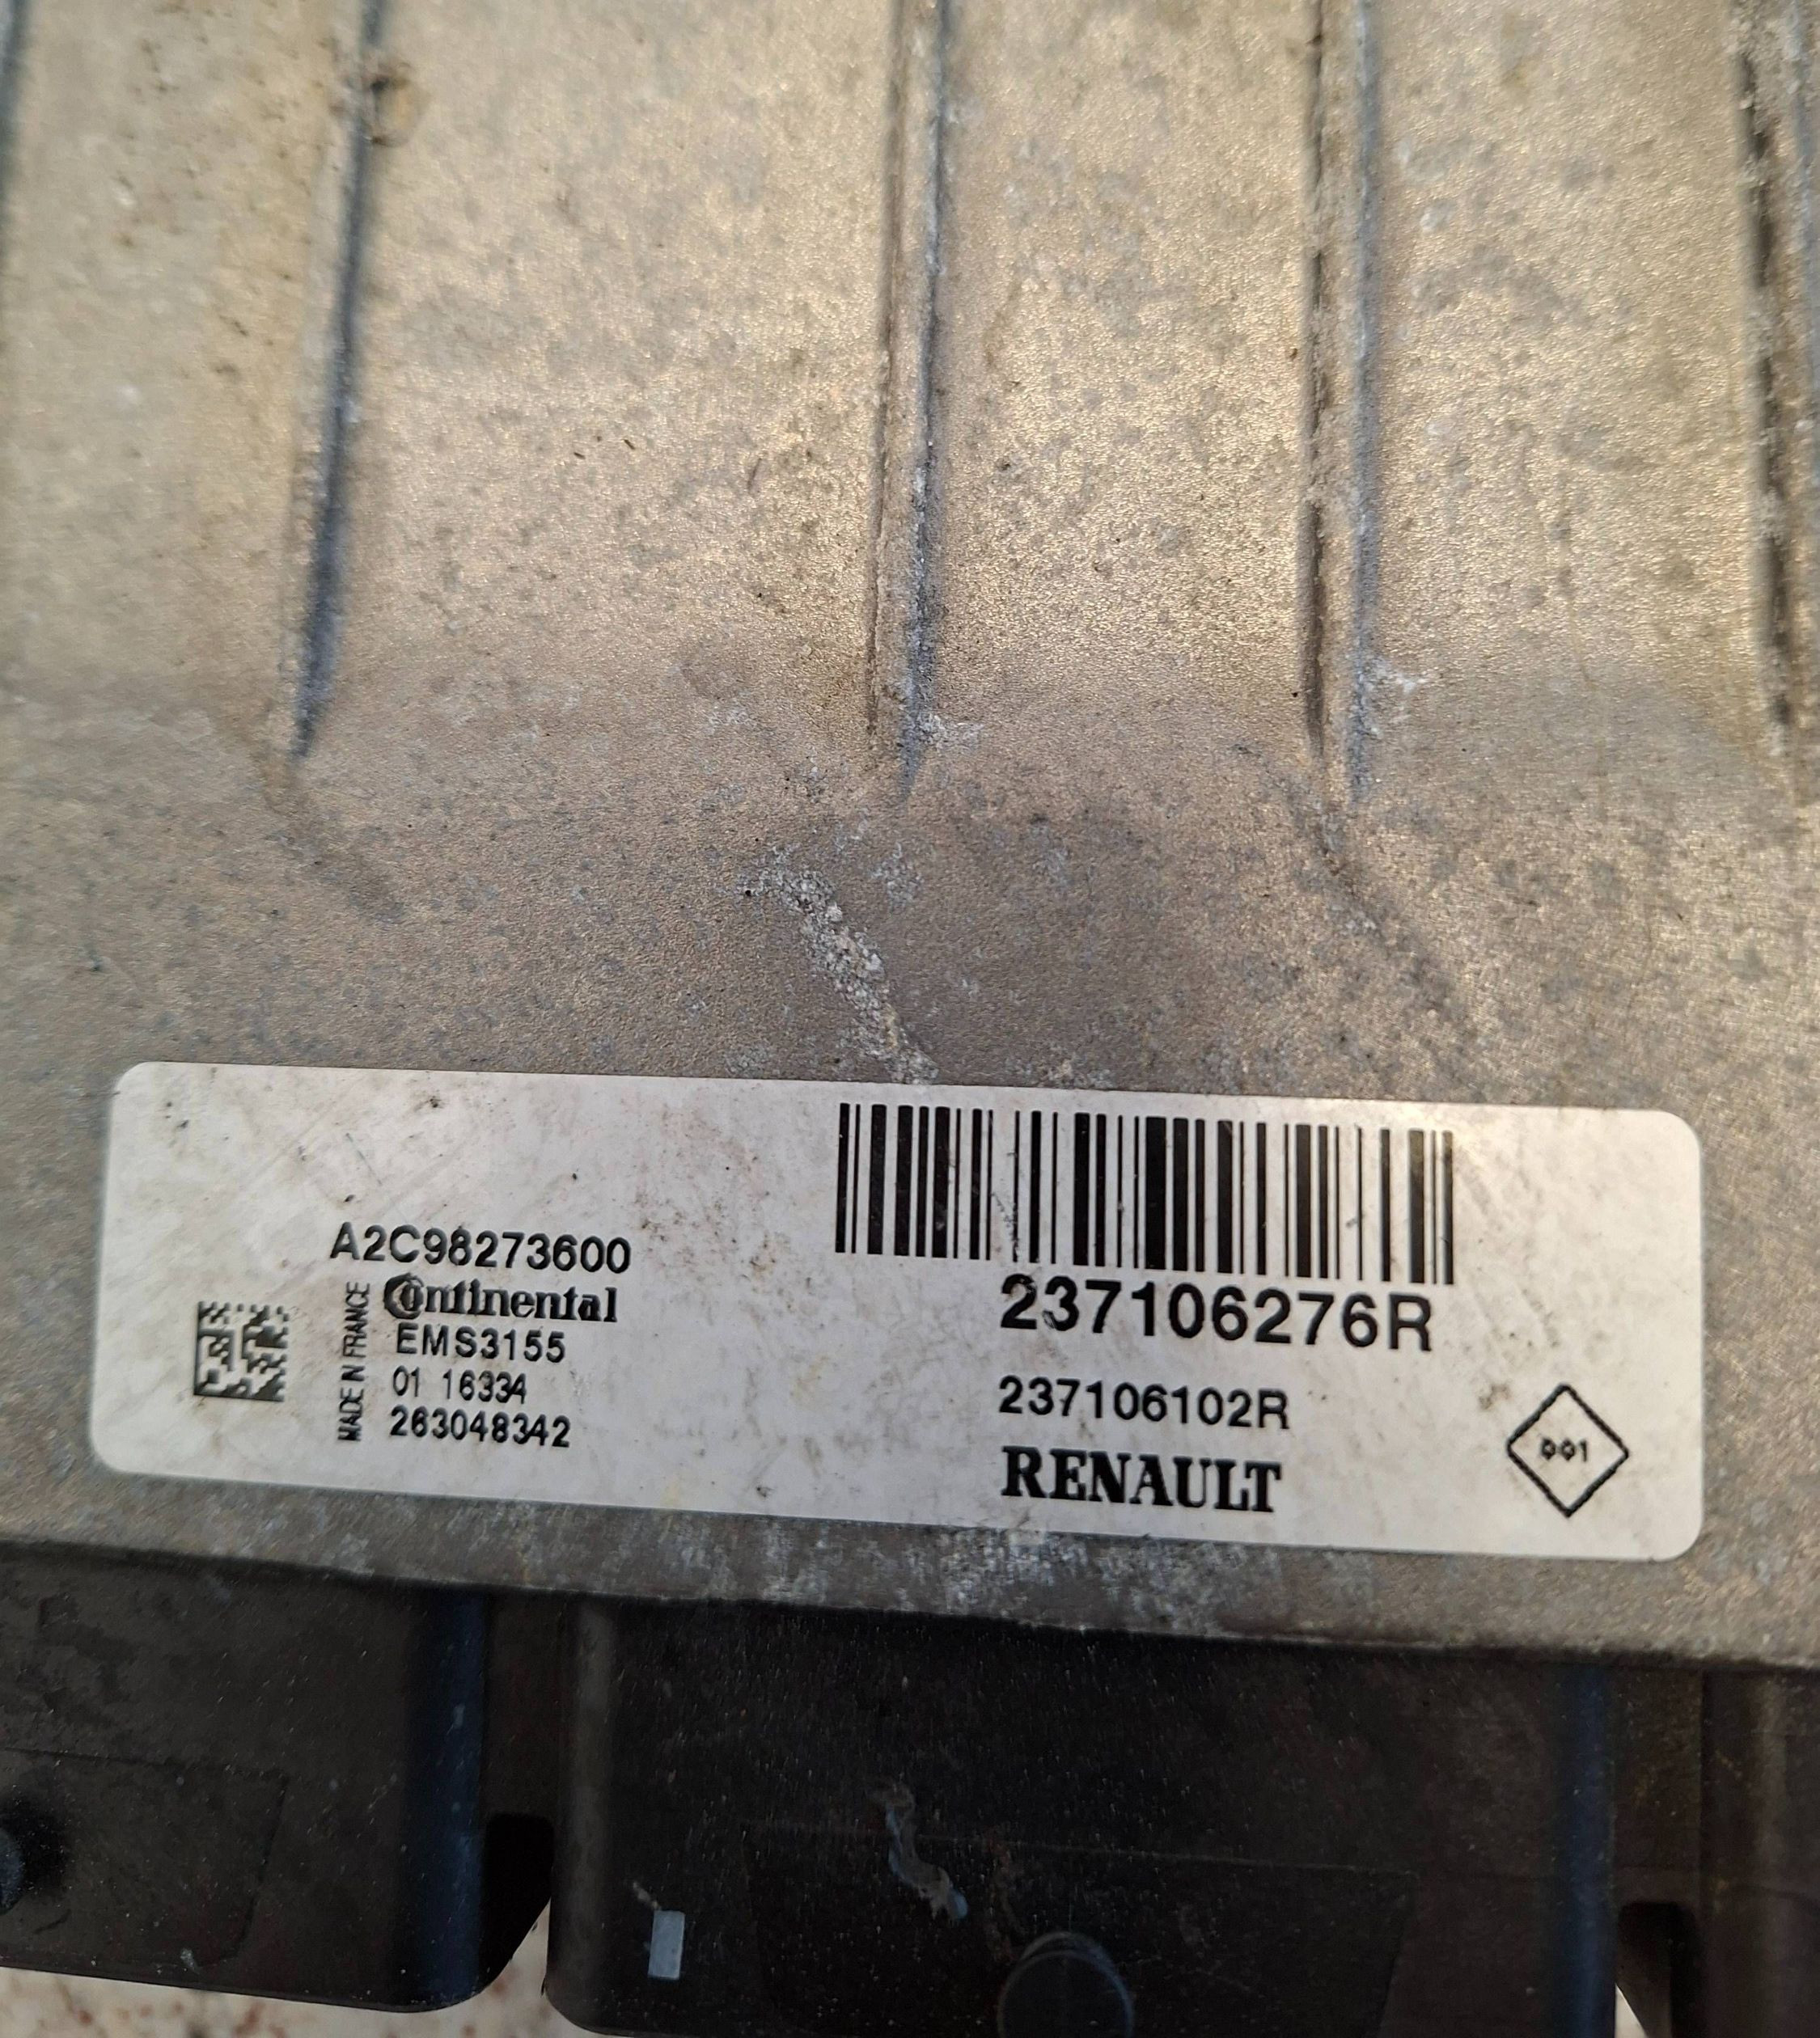 A2C98273600
Continental
MADE IN FRANCE
EMS3155
01 16334
263048342
237106276R
237106102R
RENAULT
001